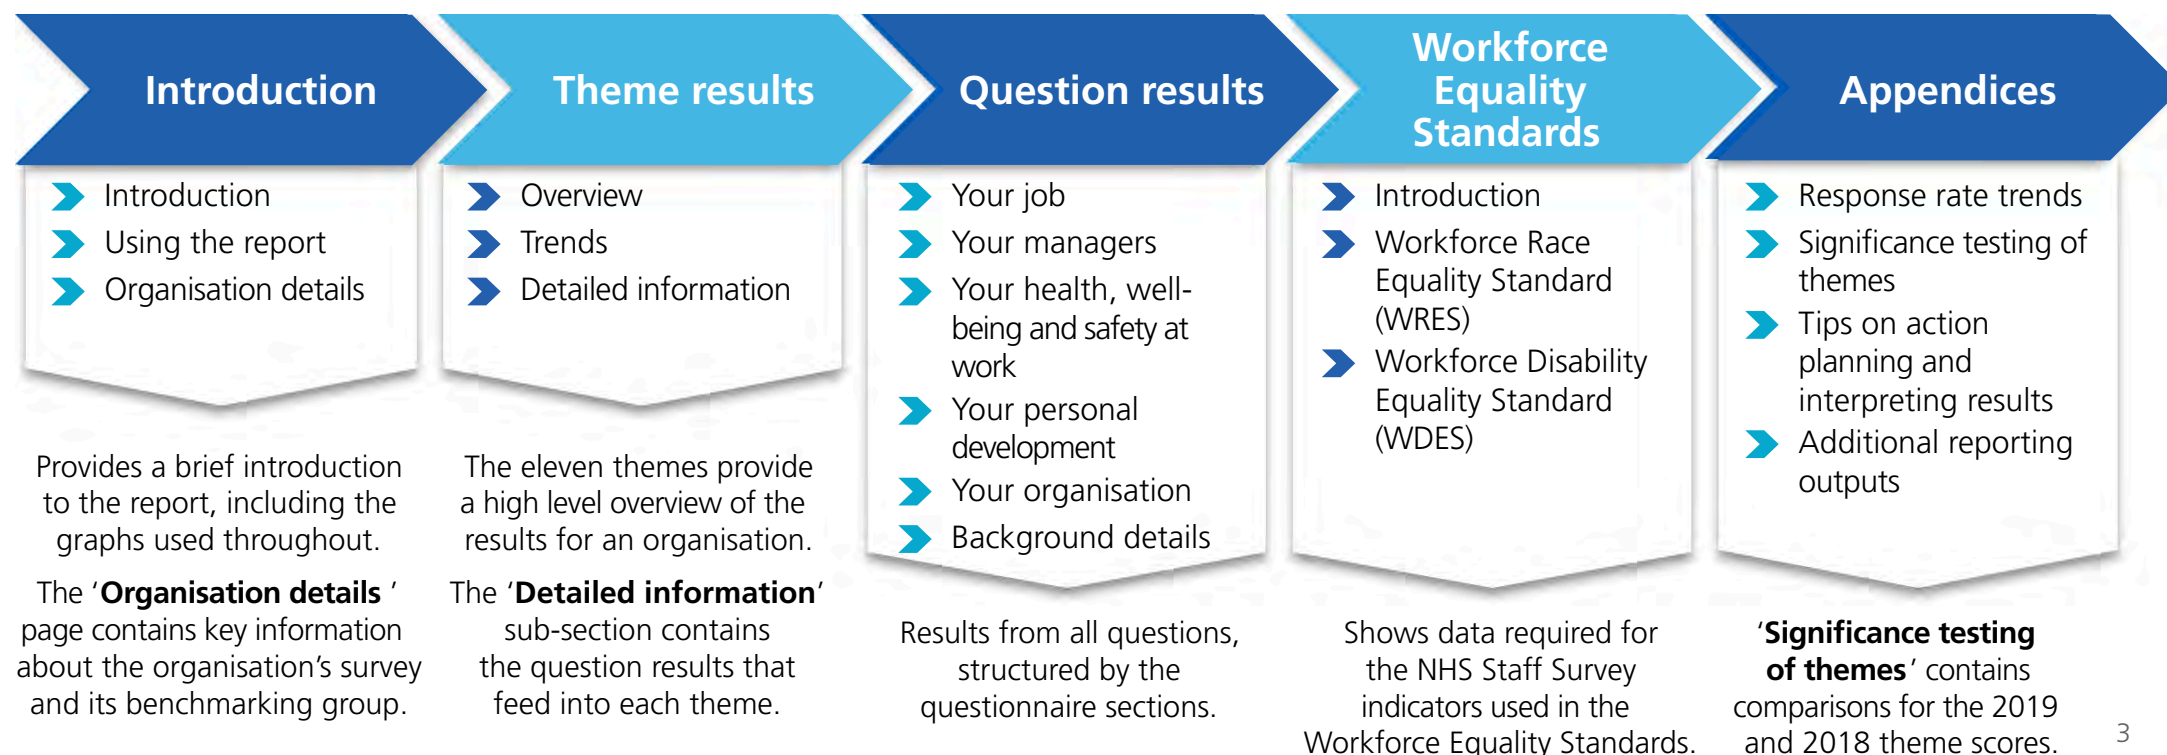 Introduction
Introduction
Using the report
Organisation details
Provides a brief introduction
to the report, including the
graphs used throughout.
The ‘Organisation details ’
page contains key information
about the organisation’s survey
and its benchmarking group.
Theme results
Overview
Trends
Detailed information
The eleven themes provide
a high level overview of the
results for an organisation.
The ‘Detailed information’
sub-section contains
the question results that
feed into each theme.
Question results
Your job
Your managers
Your health, well-
being and safety at
work
Your personal
development
Your organisation
Background details
Results from all questions,
structured by the
questionnaire sections.
Workforce
Equality
Standards
Introduction
Workforce Race
Equality Standard
(WRES)
Workforce Disability
Equality Standard
(WDES)
Shows data required for
the NHS Staff Survey
indicators used in the
Workforce Equality Standards.
Appendices
Response rate trends
Significance testing of
themes
Tips on action
planning and
interpreting results
Additional reporting
outputs
‘Significance testing
of themes’ contains
comparisons for the 2019
and 2018 theme scores.
3